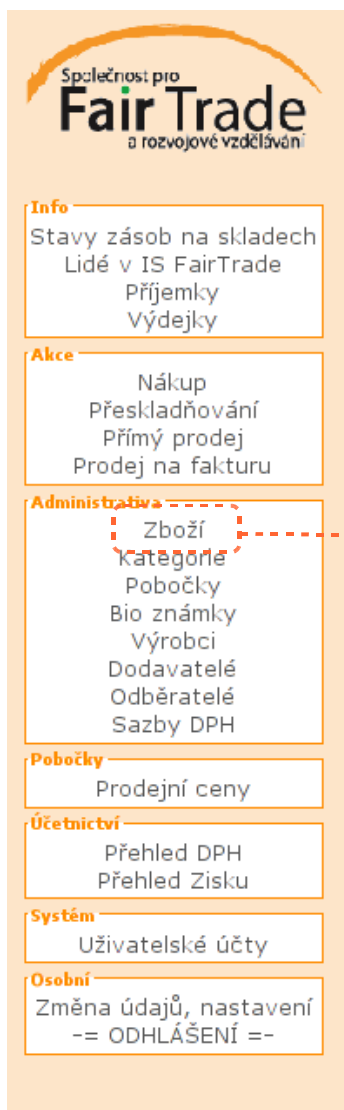 Společnost pro
Fair Trade
a rozvojové vzdělávání
Info
Stavy zásob na skladech
Lidé v IS FairTrade
Příjemky
Výdejky
Akce
Nákup
Přeskladňování
Přímý prodej
Prodej na fakturu
Administrativa
Zboží
Kategorie
Pobočky
Bio známky
Výrobci
Dodavatelé
Odběratelé
Sazby DPH
Pobočky
Prodejní ceny
Účetnictví
Přehled DPH
Přehled Zisku
Systém
Uživatelské účty
Osobní
Změna údajů, nastavení
-= ODHLÁŠENÍ =-